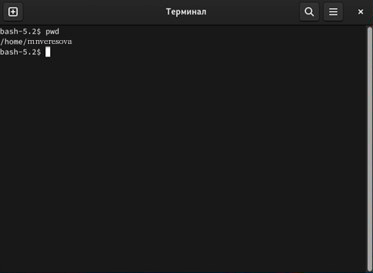 Терминал
bash-5.2$ pwd
/home/mnveresova
bash-5.2$